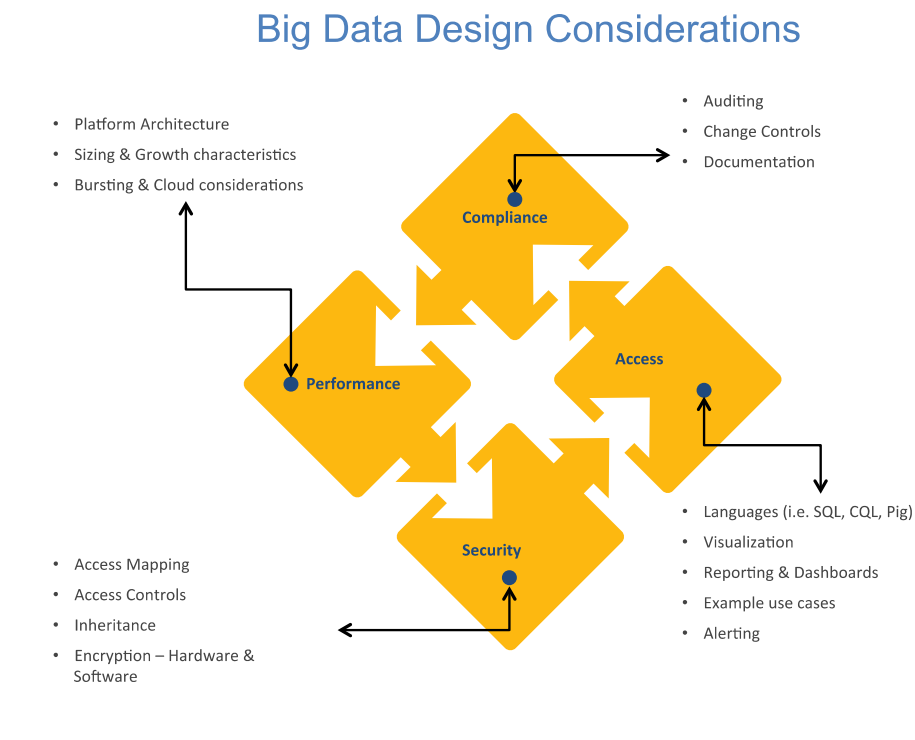 Big Data Design Considerations
• Platform Architecture
• Sizing & Growth characteristics
• Bursting & Cloud considerations
• Auditing
• Change Controls
• Documentation
Compliance
Performance
Access
Security
• Access Mapping
• Access Controls
• Inheritance
• Encryption – Hardware &
Software
• Languages (i.e. SQL, CQL, Pig)
• Visualization
• Reporting & Dashboards
• Example use cases
• Alerting